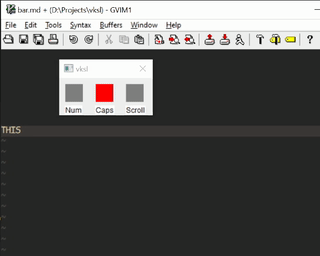 bar.md + (D:\Projects\vksl) - GVIM1
File Edit Tools Syntax Buffers Window Help
vksl
Num Caps Scroll
THIS